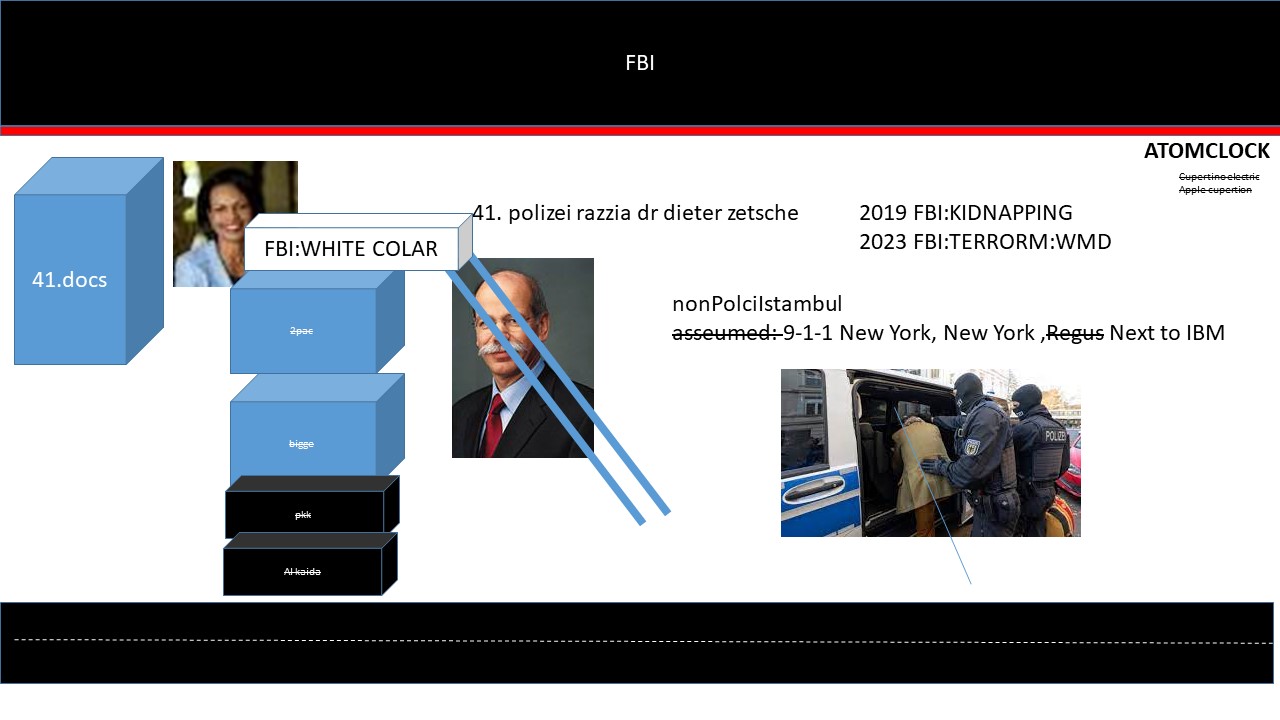 FBI
ATOMCLOCK
Cupertino electric
Apple cupertion
41. polizei razzia dr dieter zetsche
2019 FBI:KIDNAPPING
2023 FBI:TERRORM:WMD
FBI:WHITE COLAR
41.docs
nonPolciIstambul
asseumed: 9-1-1 New York, New York ,Regus Next to IBM
2pac
bigge
POLIZEI
pkk
Al kaida